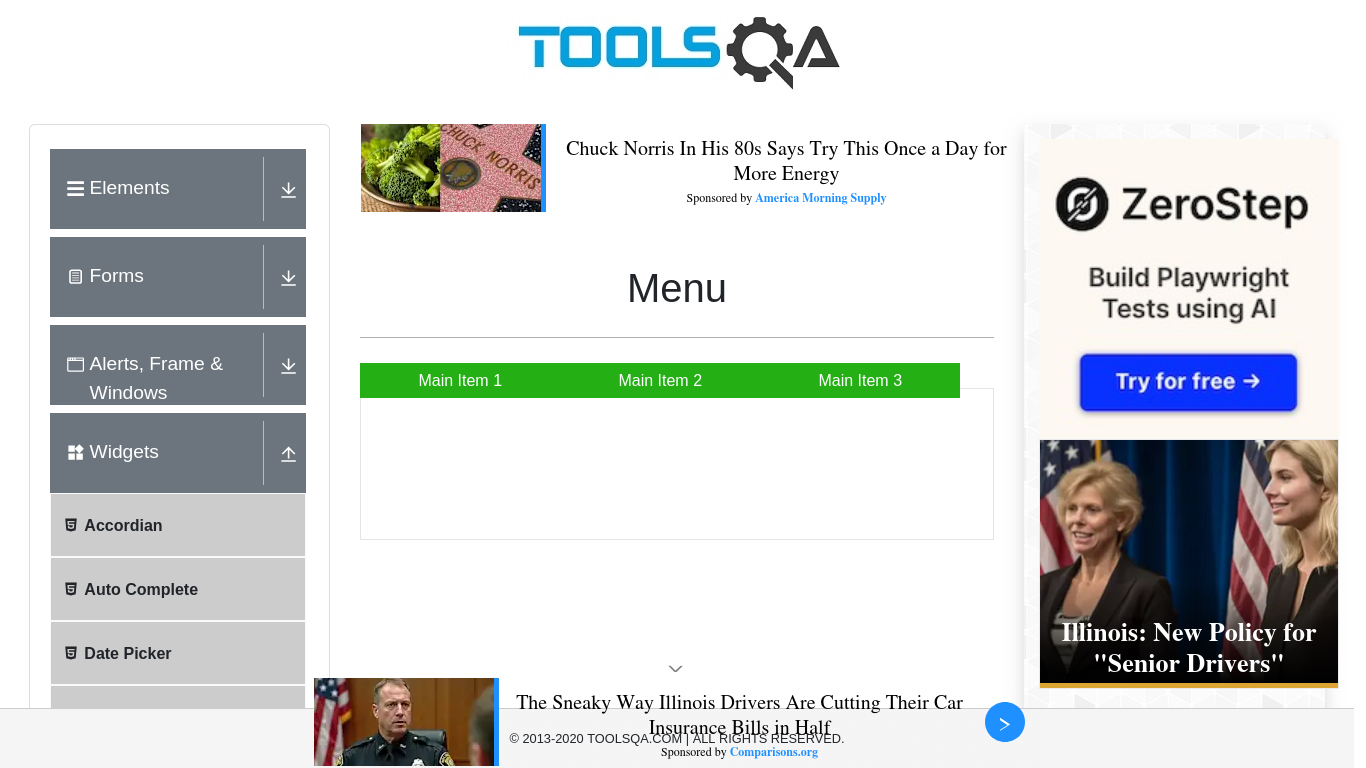 TOOLSQA
Elements
Forms
Alerts, Frame &
Windows
Widgets
Accordian
Auto Complete
Date Picker
CHUCK NORRIS
Chuck Norris In His 80s Says Try This Once a Day for
More Energy
Sponsored by America Morning Supply
Menu
Main Item 1
Main Item 2
Main Item 3
ZeroStep
Build Playwright
Tests using AI
Try for free →
Illinois: New Policy for
"Senior Drivers"
The Sneaky Way Illinois Drivers Are Cutting Their Car
Insurance Bills in Half
© 2013-2020 TOOLSQA.COM | ALL RIGHTS RESERVED.
Sponsored by Comparisons.org